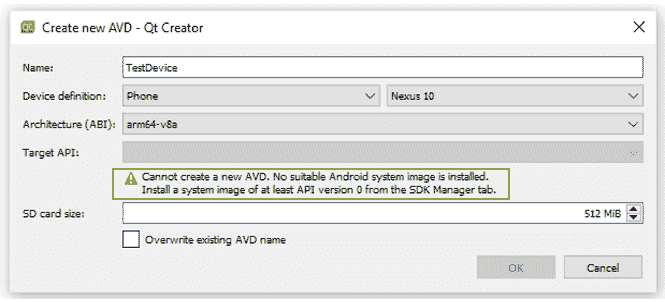 Create new AVD - Qt Creator
Name: TestDevice
Device definition: Phone Nexus 10
Architecture (ABI): arm64-v8a
Target API:
Cannot create a new AVD. No suitable Android system image is installed.
Install a system image of at least API version 0 from the SDK Manager tab.
SD card size: 512 MiB
Overwrite existing AVD name
OK Cancel